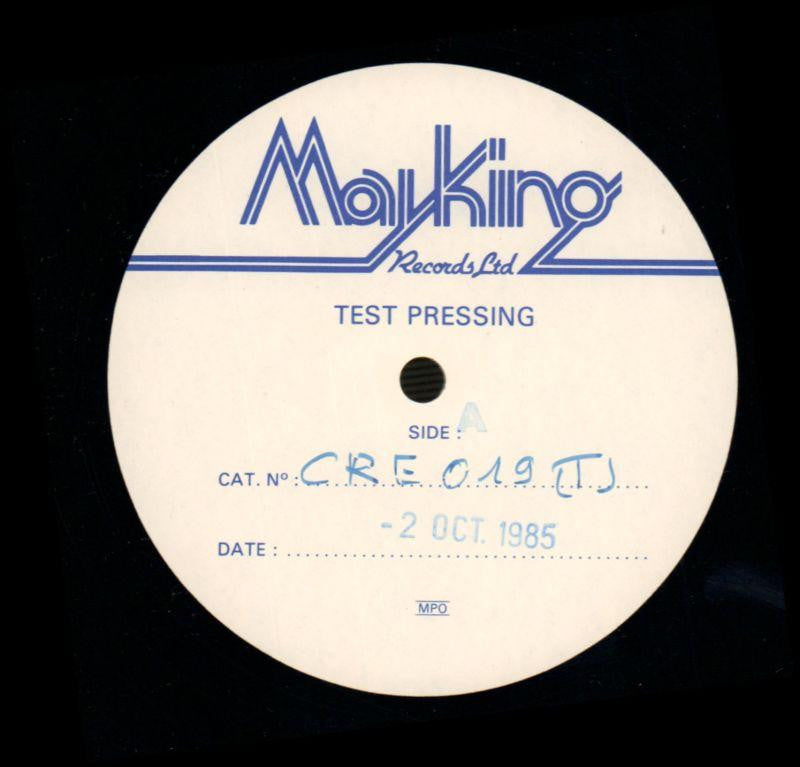 Mayking
Records Ltd
TEST PRESSING
SIDE : A
CAT. Nº : CRE 019 (T)
-2 OCT. 1985
DATE :
MPO